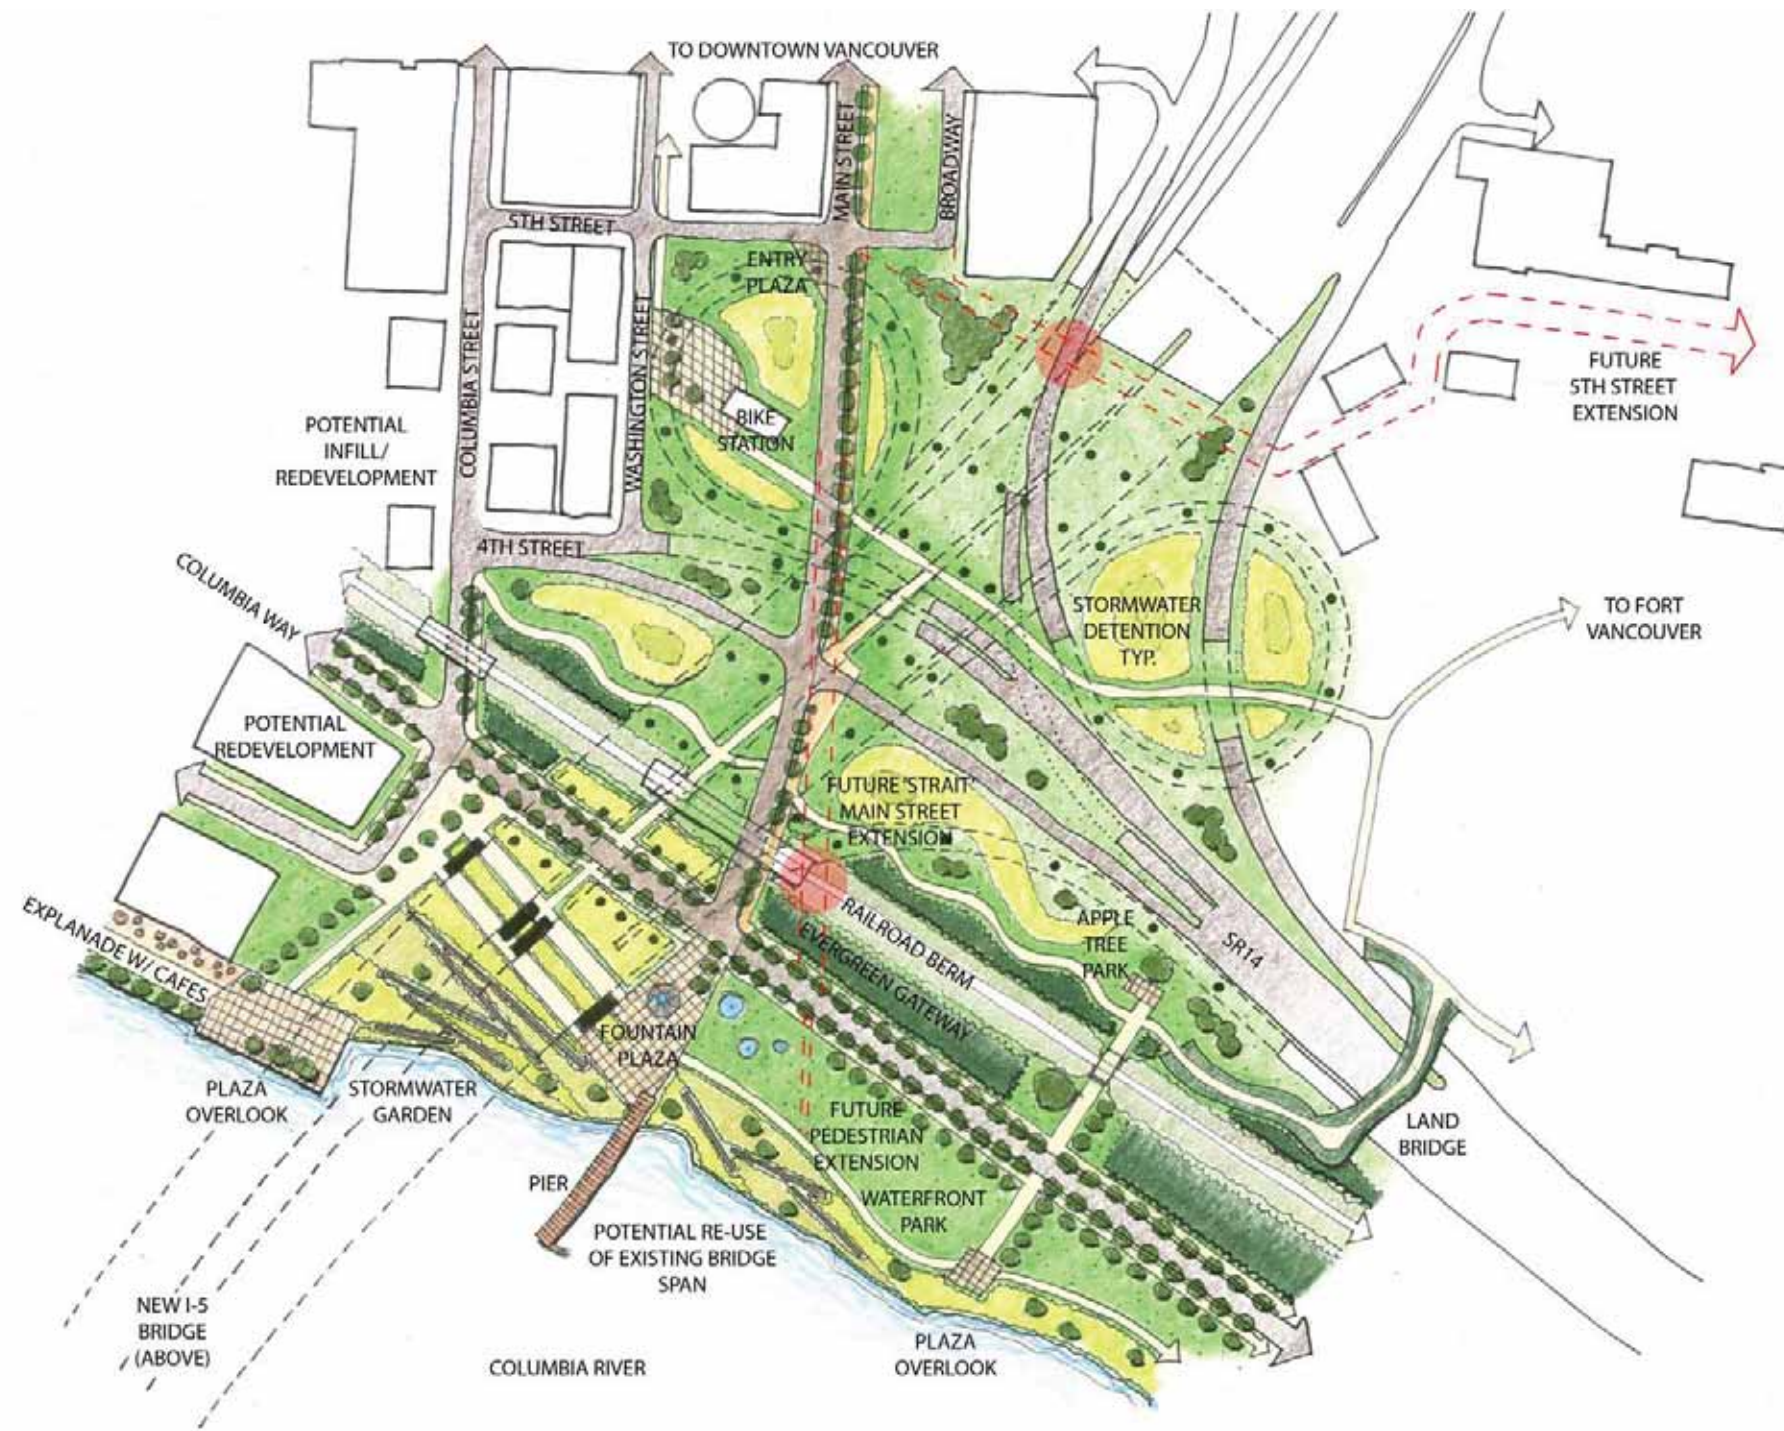 TO DOWNTOWN VANCOUVER
MAIN STREET
BROADWAY
5TH STREET
ENTRY
PLAZA
COLUMBIA STREET
WASHINGTON STREET
FUTURE
5TH STREET
EXTENSION
BIKE
STATION
POTENTIAL
INFILL/
REDEVELOPMENT
4TH STREET
COLUMBIA WAY
STORMWATER
DETENTION
TYP.
TO FORT
VANCOUVER
POTENTIAL
REDEVELOPMENT
FUTURE 'STRAIT'
MAIN STREET
EXTENSION
RAILROAD BERM
EVERGREEN GATEWAY
APPLE
TREE
PARK
SR14
EXPLANADE W/ CAFES
FOUNTAIN
PLAZA
PLAZA
OVERLOOK
STORMWATER
GARDEN
FUTURE
PEDESTRIAN
EXTENSION
LAND
BRIDGE
PIER
WATERFRONT
PARK
POTENTIAL RE-USE
OF EXISTING BRIDGE
SPAN
NEW I-5
BRIDGE
(ABOVE)
COLUMBIA RIVER
PLAZA
OVERLOOK